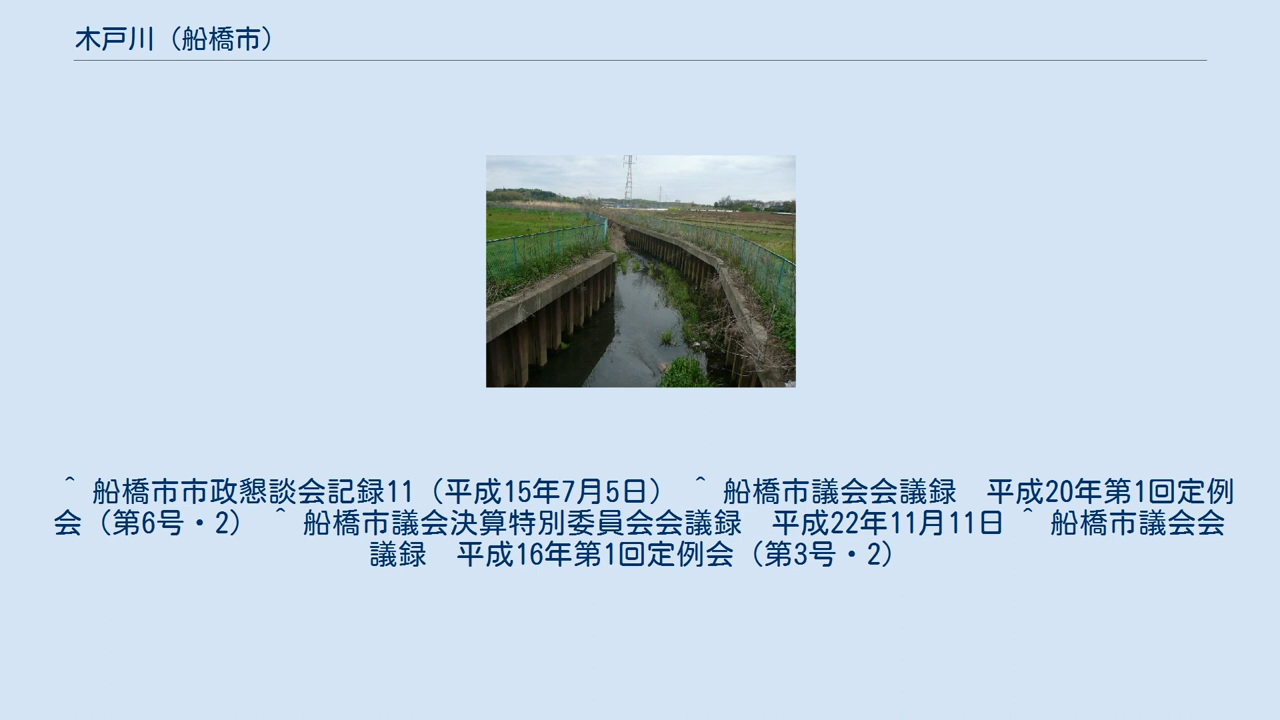 木戸川（船橋市）
^ 船橋市市政懇談会記録11（平成15年7月5日） ^ 船橋市議会会議録　平成20年第1回定例
会（第6号・2） ^ 船橋市議会決算特別委員会会議録　平成22年11月11日 ^ 船橋市議会会
議録　平成16年第1回定例会（第3号・2）